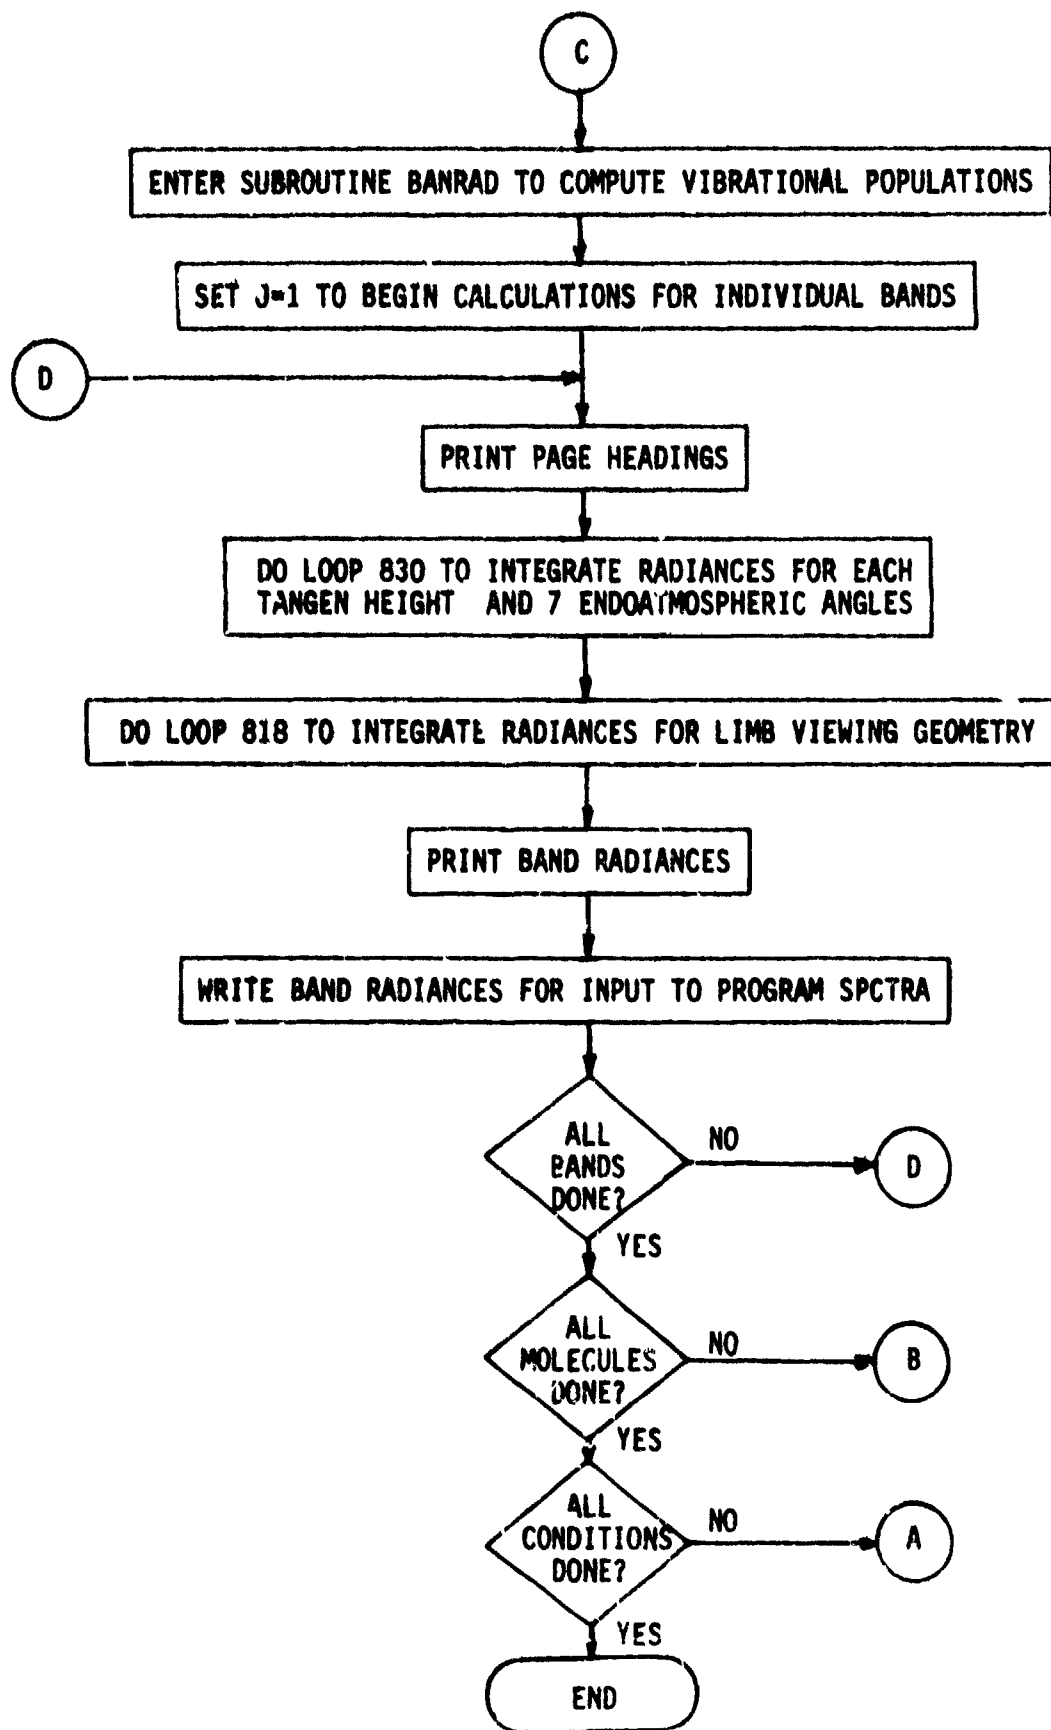 C
ENTER SUBROUTINE BANRAD TO COMPUTE VIBRATIONAL POPULATIONS
SET J=1 TO BEGIN CALCULATIONS FOR INDIVIDUAL BANDS
D
PRINT PAGE HEADINGS
DO LOOP 830 TO INTEGRATE RADIANCES FOR EACH
TANGEN HEIGHT AND 7 ENDOATMOSPHERIC ANGLES
DO LOOP 818 TO INTEGRATE RADIANCES FOR LIMB VIEWING GEOMETRY
PRINT BAND RADIANCES
WRITE BAND RADIANCES FOR INPUT TO PROGRAM SPCTRA
ALL
BANDS
DONE?
NO
D
YES
ALL
MOLECULES
DONE?
NO
B
YES
ALL
CONDITIONS
DONE?
NO
A
YES
END